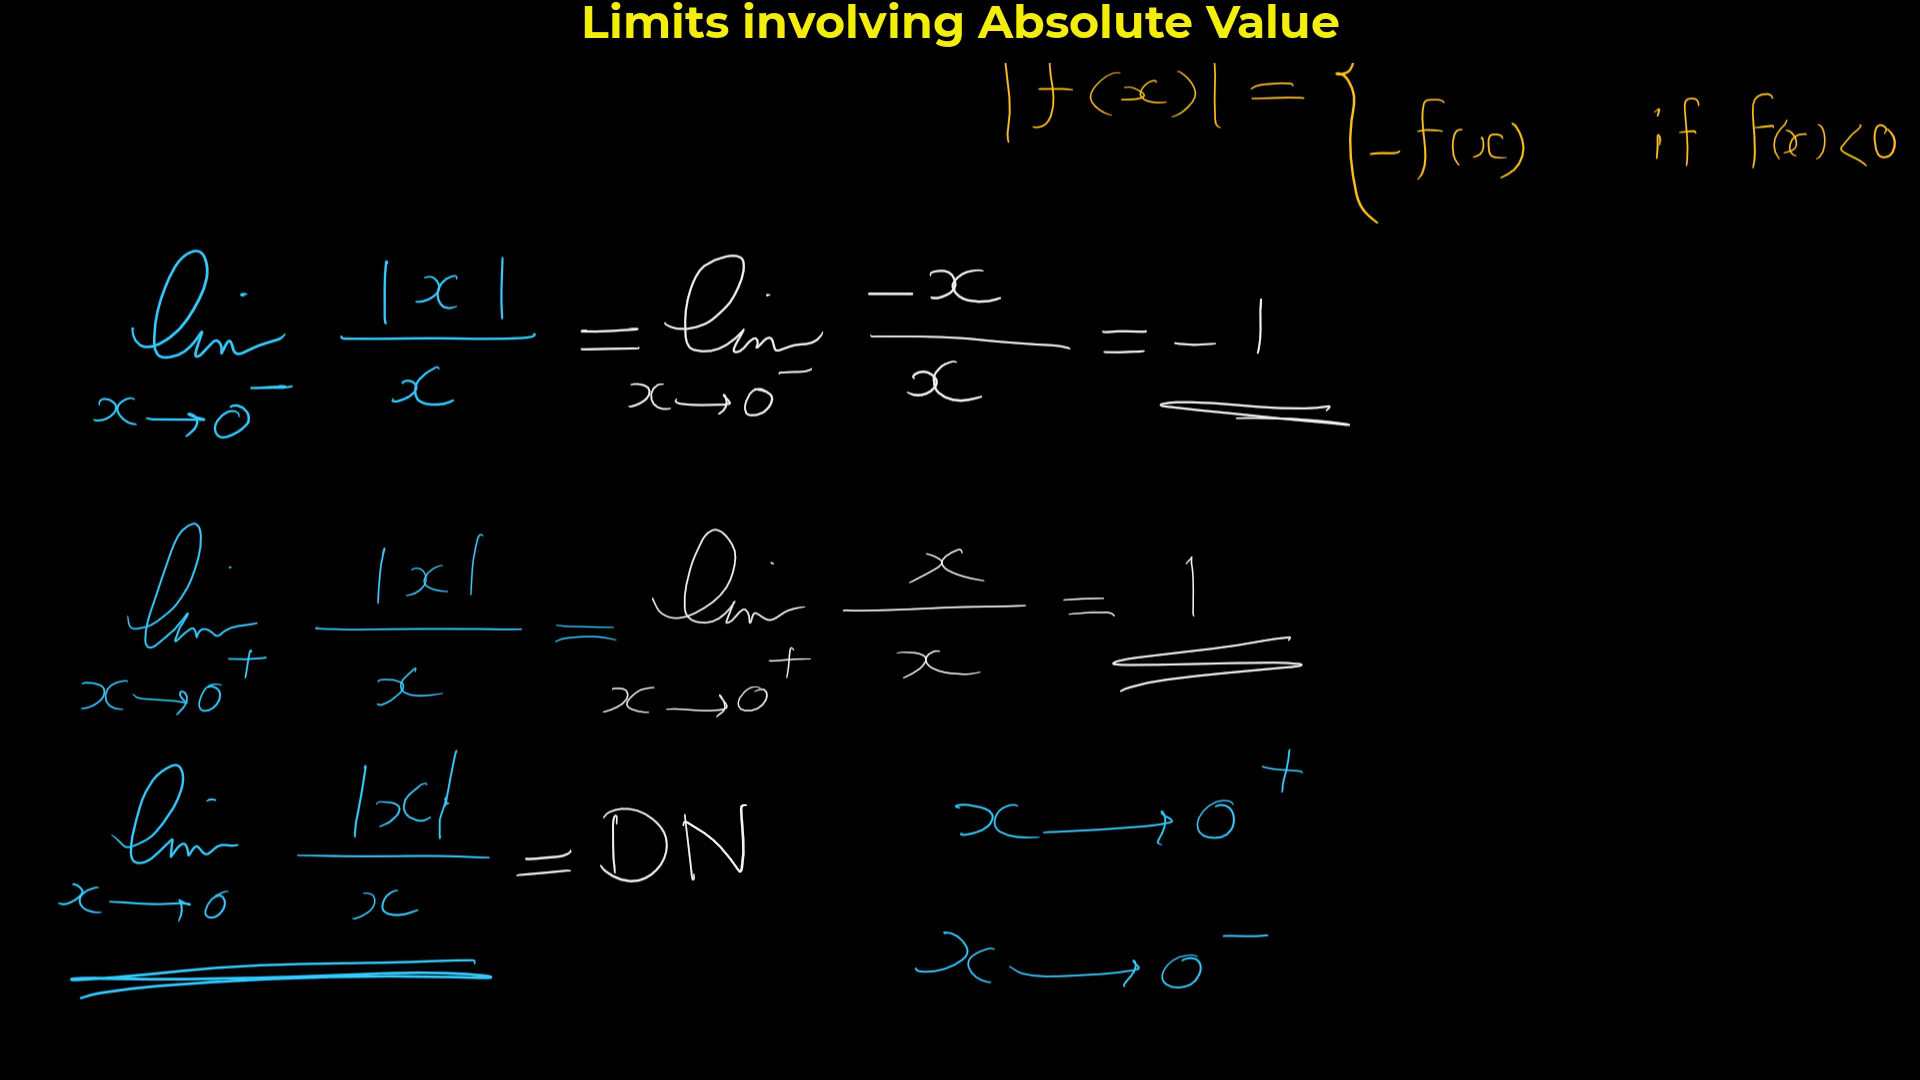 Limits involving Absolute Value
|f(x)| = {
-f(x) if f(x)<0
lim x→0⁻ |x|/x = lim x→0⁻ -x/x = -1
lim x→0⁺ |x|/x = lim x→0⁺ x/x = 1
lim x→0 |x|/x = DN
x→0⁺
x→0⁻